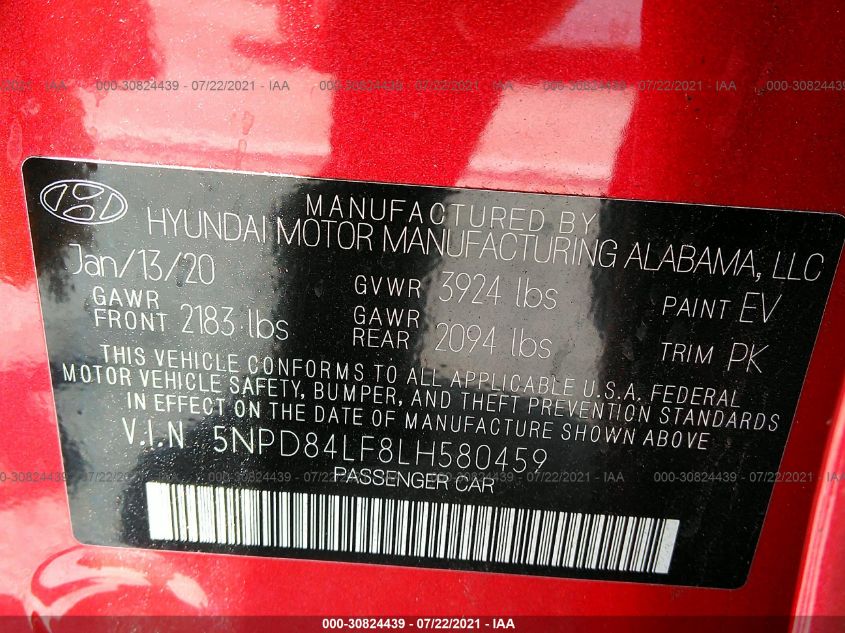 000-30824439 - 07/22/2021 - IAA
MANUFACTURED BY
HYUNDAI MOTOR MANUFACTURING ALABAMA, LLC
Jan/13/20 GVWR 3924 lbs PAINT EV
GAWR FRONT 2183 lbs GAWR REAR 2094 lbs TRIM PK
THIS VEHICLE CONFORMS TO ALL APPLICABLE U.S.A. FEDERAL
MOTOR VEHICLE SAFETY, BUMPER, AND THEFT PREVENTION STANDARDS
IN EFFECT ON THE DATE OF MANUFACTURE SHOWN ABOVE
V.I.N 5NPD84LF8LH580459
PASSENGER CAR
000-30824439 - 07/22/2021 - IAA